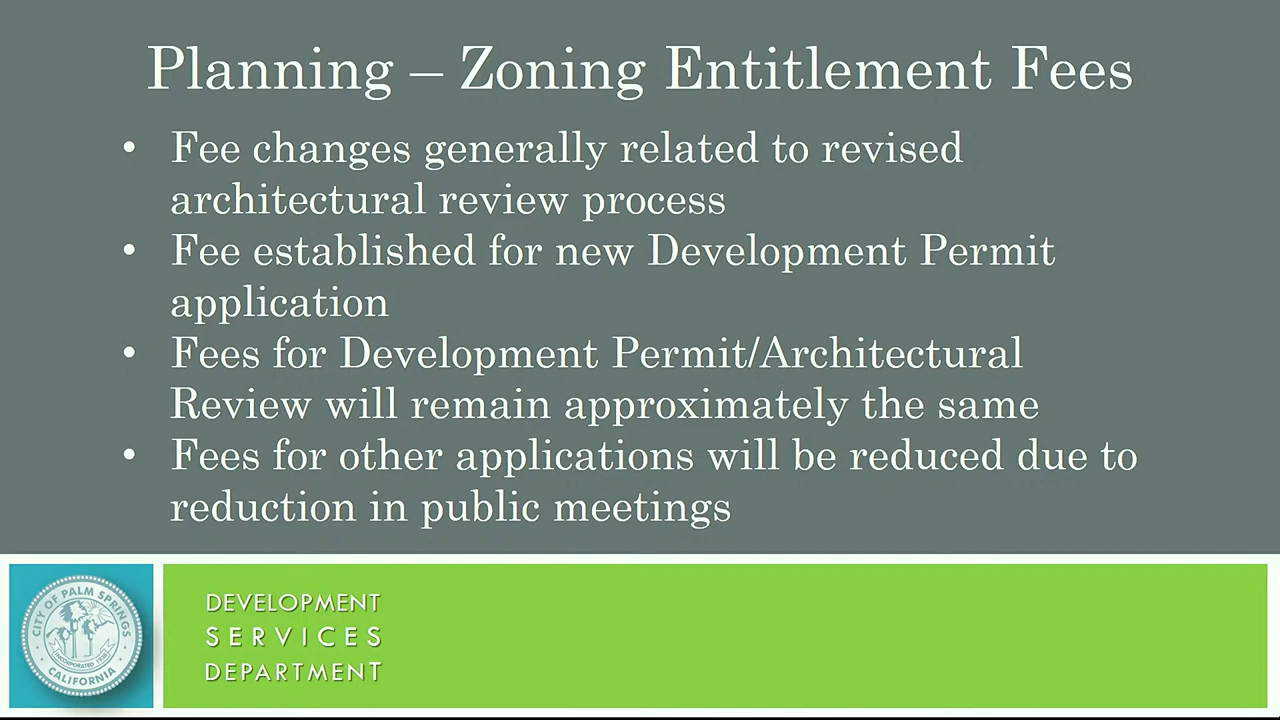 Planning – Zoning Entitlement Fees
• Fee changes generally related to revised
architectural review process
• Fee established for new Development Permit
application
• Fees for Development Permit/Architectural
Review will remain approximately the same
• Fees for other applications will be reduced due to
reduction in public meetings
CITY OF PALM SPRINGS
INCORPORATED 1938
CALIFORNIA
DEVELOPMENT
SERVICES
DEPARTMENT